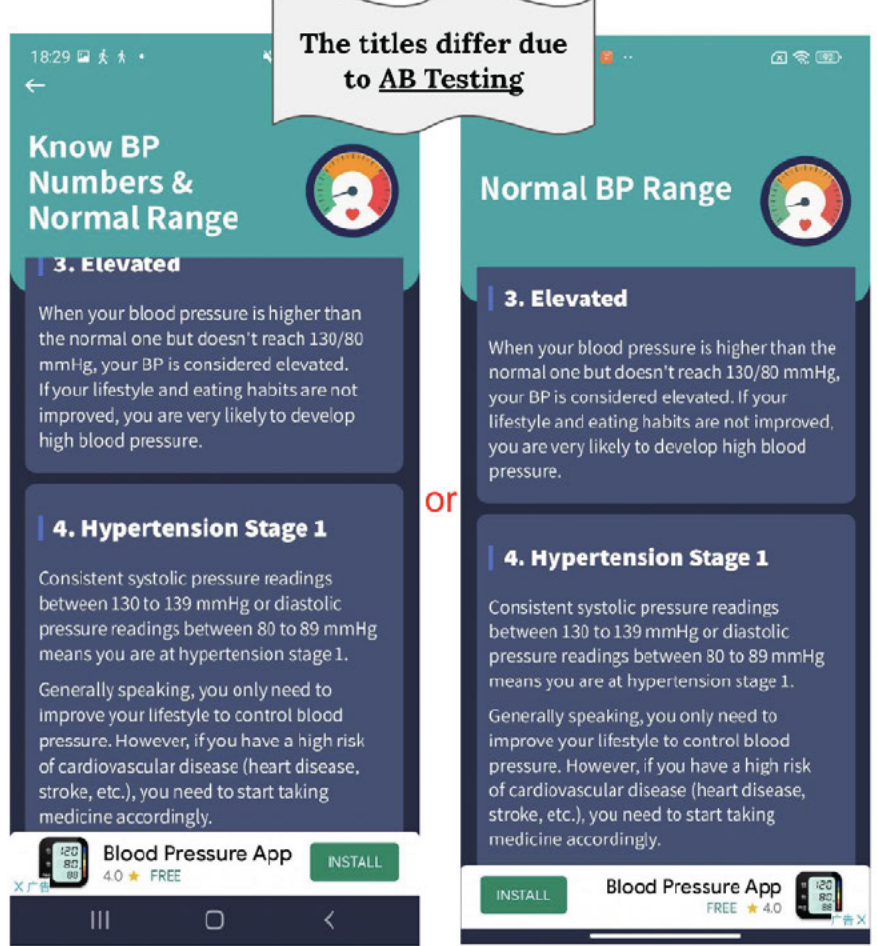 The titles differ due
to AB Testing
18:29
Know BP
Numbers &
Normal Range
3. Elevated
When your blood pressure is higher than
the normal one but doesn't reach 130/80
mmHg, your BP is considered elevated.
If your lifestyle and eating habits are not
improved, you are very likely to develop
high blood pressure.
4. Hypertension Stage 1
Consistent systolic pressure readings
between 130 to 139 mmHg or diastolic
pressure readings between 80 to 89 mmHg
means you are at hypertension stage 1.
Generally speaking, you only need to
improve your lifestyle to control blood
pressure. However, if you have a high risk
of cardiovascular disease (heart disease,
stroke, etc.), you need to start taking
medicine accordingly.
120
80
88
Blood Pressure App
4.0 ★ FREE
INSTALL
X 广告
or
Normal BP Range
3. Elevated
When your blood pressure is higher than the
normal one but doesn't reach 130/80 mmHg,
your BP is considered elevated. If your
lifestyle and eating habits are not improved,
you are very likely to develop high blood
pressure.
4. Hypertension Stage 1
Consistent systolic pressure readings
between 130 to 139 mmHg or diastolic
pressure readings between 80 to 89 mmHg
means you are at hypertension stage 1.
Generally speaking, you only need to
improve your lifestyle to control blood
pressure. However, if you have a high risk
of cardiovascular disease (heart disease,
stroke, etc.), you need to start taking
medicine accordingly.
INSTALL
Blood Pressure App
FREE ★ 4.0
120
80
88
广告 X